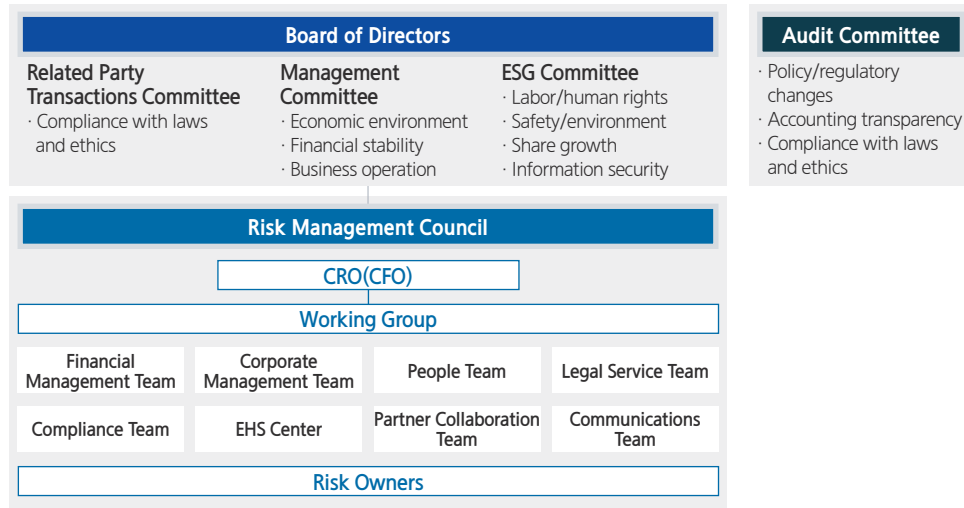 Board of Directors
Related Party
Transactions Committee
· Compliance with laws
and ethics
Management
Committee
· Economic environment
· Financial stability
· Business operation
ESG Committee
· Labor/human rights
· Safety/environment
· Share growth
· Information security
Audit Committee
· Policy/regulatory
changes
· Accounting transparency
· Compliance with laws
and ethics
Risk Management Council
CRO(CFO)
Working Group
Financial
Management Team
Corporate
Management Team
People Team
Legal Service Team
Compliance Team
EHS Center
Partner Collaboration
Team
Communications
Team
Risk Owners